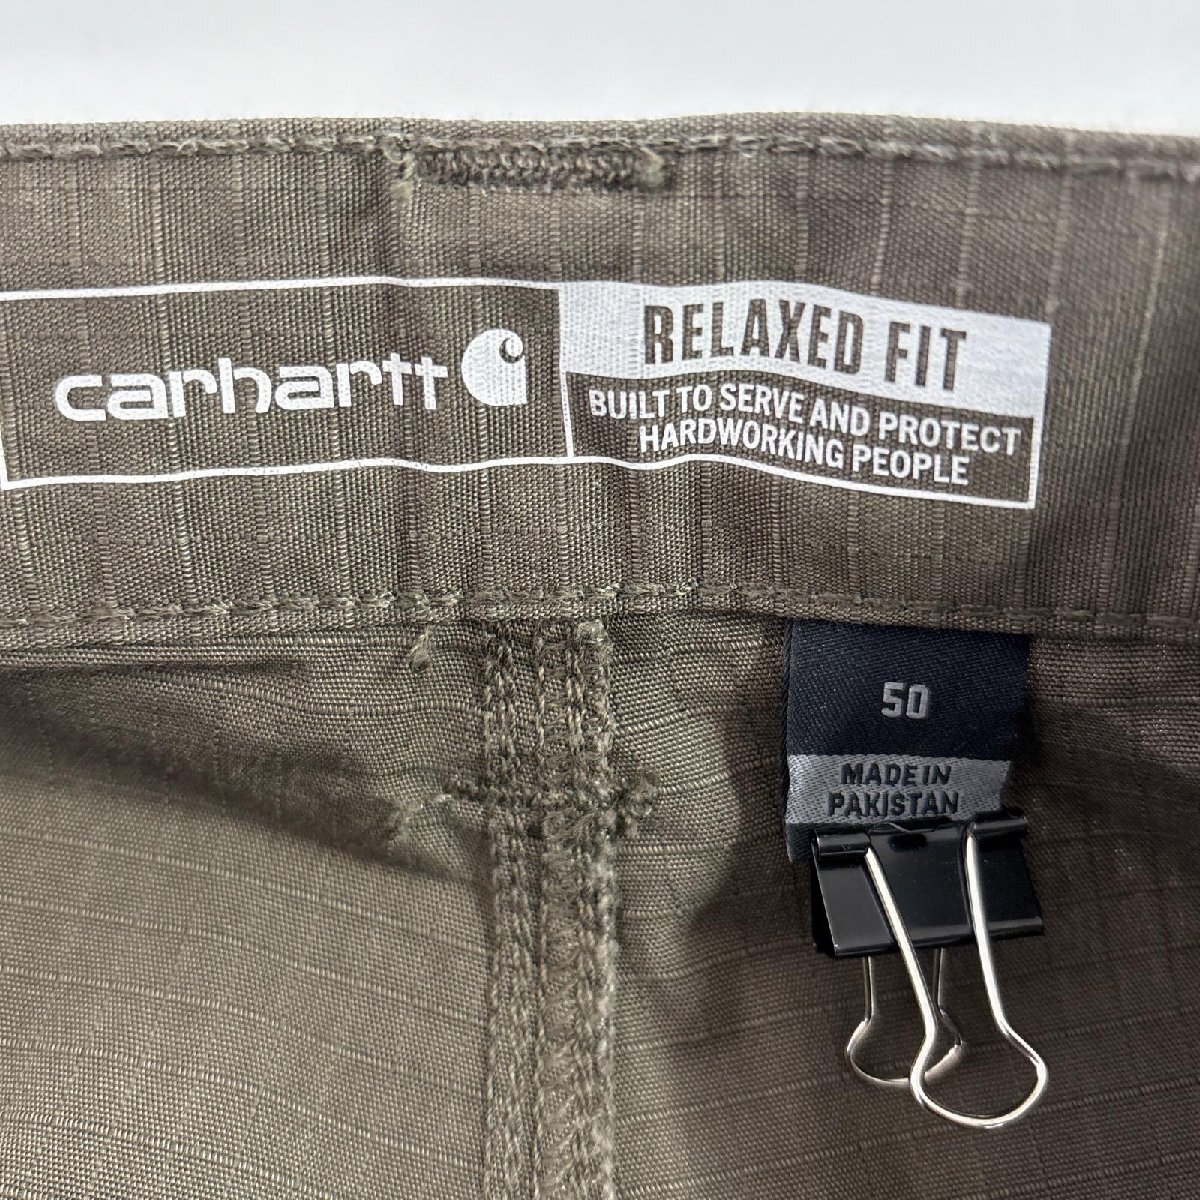 carhartt
RELAXED FIT
BUILT TO SERVE AND PROTECT
HARDWORKING PEOPLE
50
MADE IN
PAKISTAN